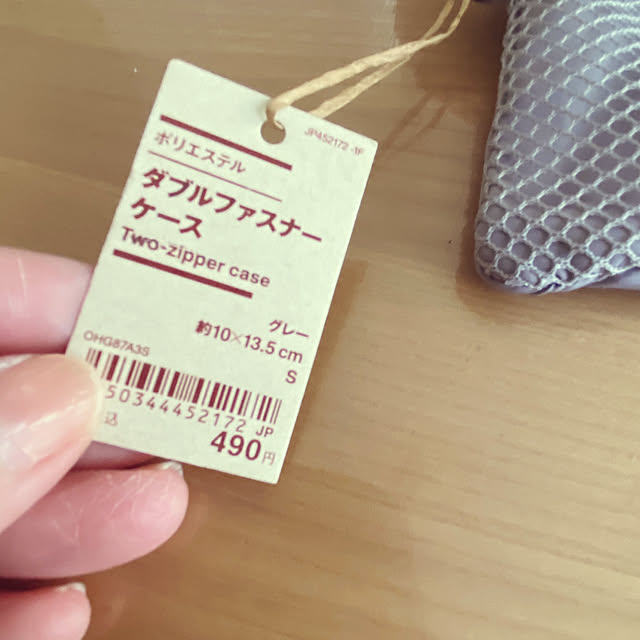 JP452172-1F
ポリエステル
ダブルファスナー
ケース
Two-zipper case
グレー
約10×13.5cm
S
OHG87A3S
50344452172 JP
込
490円